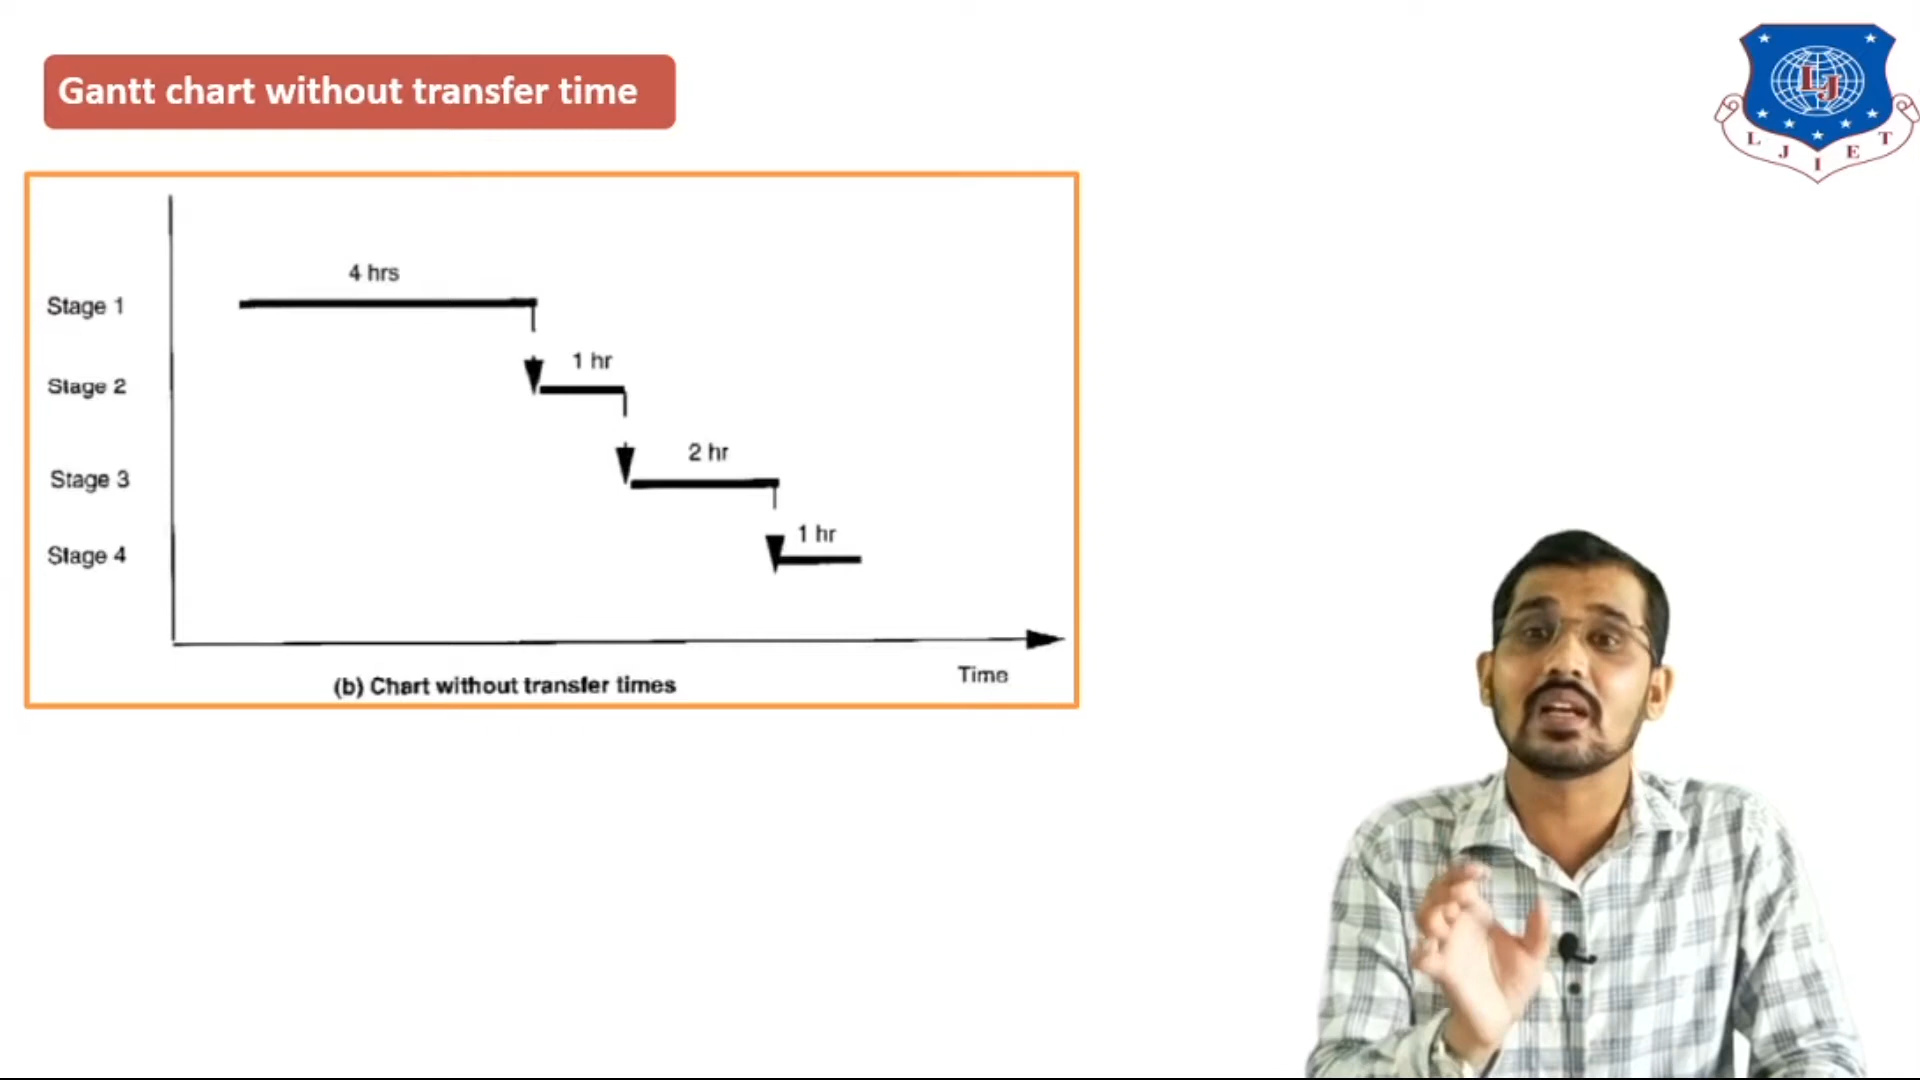 Gantt chart without transfer time
LJ
L J I E T
4 hrs
Stage 1
1 hr
Stage 2
2 hr
Stage 3
1 hr
Stage 4
Time
(b) Chart without transfer times